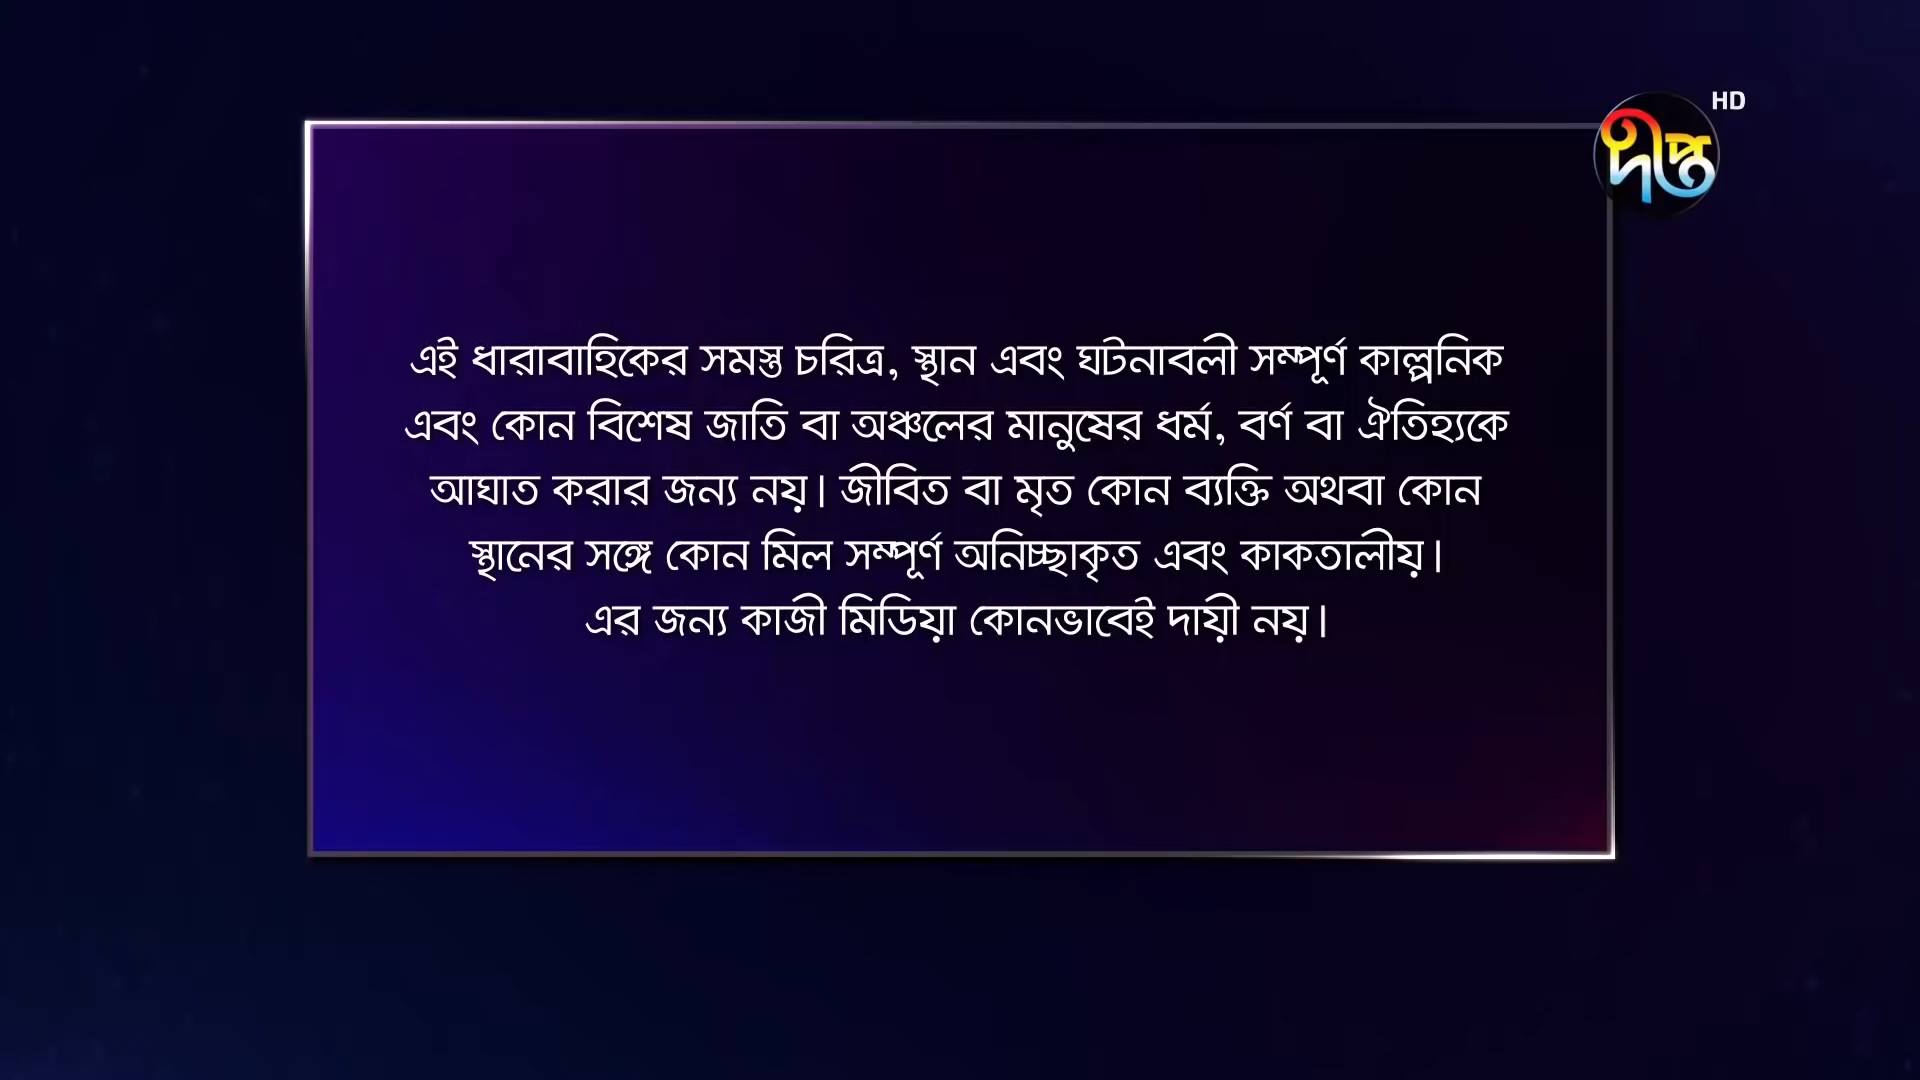 HD
দীপ্ত
এই ধারাবাহিকের সমস্ত চরিত্র, স্থান এবং ঘটনাবলী সম্পূর্ণ কাল্পনিক
এবং কোন বিশেষ জাতি বা অঞ্চলের মানুষের ধর্ম, বর্ণ বা ঐতিহ্যকে
আঘাত করার জন্য নয়। জীবিত বা মৃত কোন ব্যক্তি অথবা কোন
স্থানের সঙ্গে কোন মিল সম্পূর্ণ অনিচ্ছাকৃত এবং কাকতালীয়।
এর জন্য কাজী মিডিয়া কোনভাবেই দায়ী নয়।